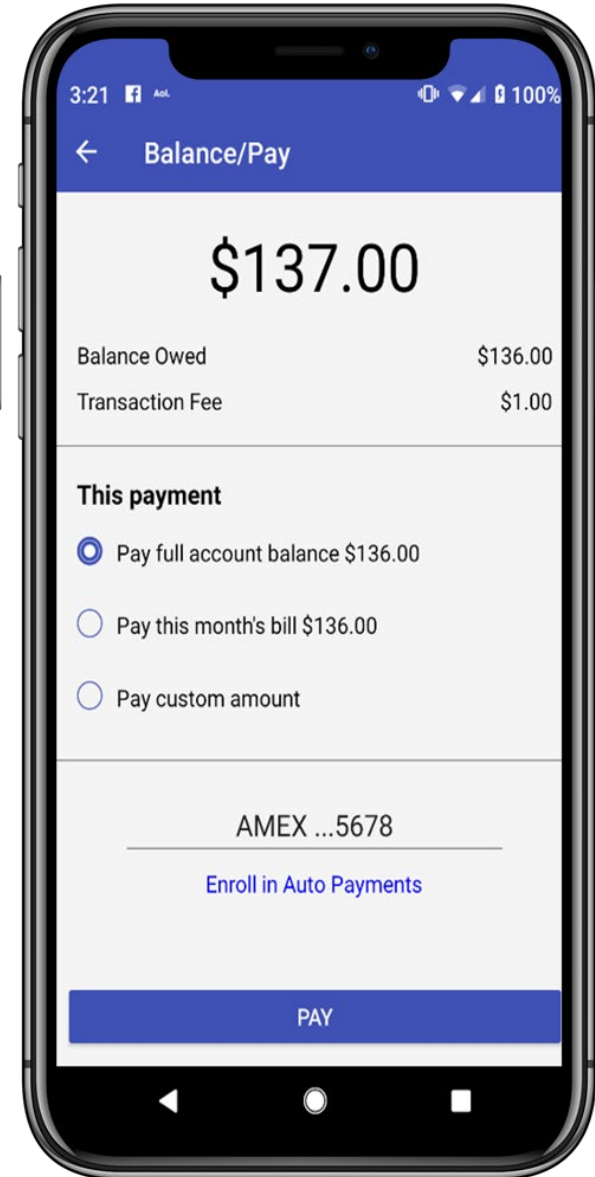 3:21 Aol. 100%
Balance/Pay
$137.00
Balance Owed $136.00
Transaction Fee $1.00
This payment
Pay full account balance $136.00
Pay this month's bill $136.00
Pay custom amount
AMEX ...5678
Enroll in Auto Payments
PAY